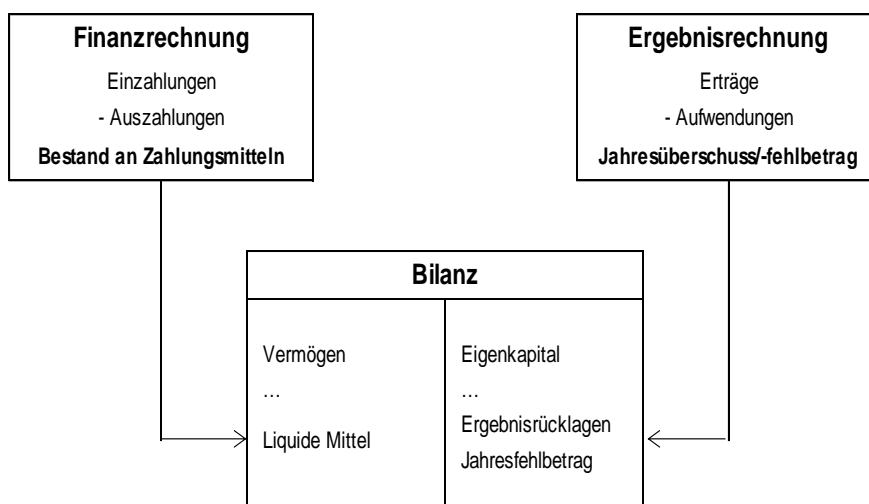 Finanzrechnung
Einzahlungen
- Auszahlungen
Bestand an Zahlungsmitteln
Ergebnisrechnung
Erträge
- Aufwendungen
Jahresüberschuss/-fehlbetrag
Bilanz
Vermögen
…
Liquide Mittel
Eigenkapital
…
Ergebnisrücklagen
Jahresfehlbetrag